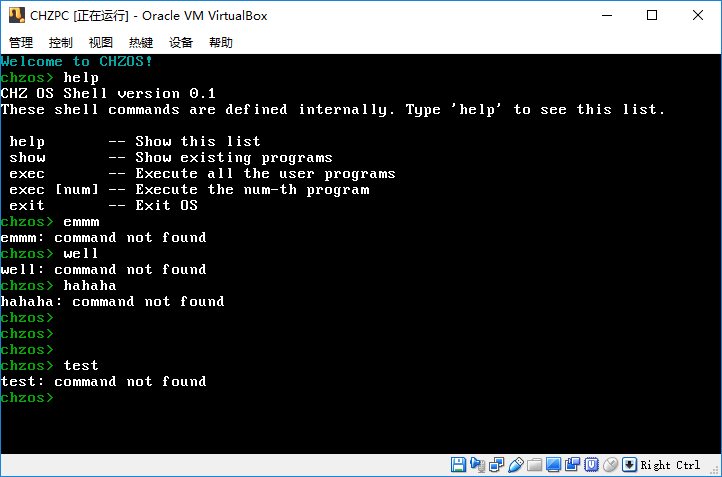 CHZPC [正在运行] - Oracle VM VirtualBox
管理 控制 视图 热键 设备 帮助
Welcome to CHZOS!
chzos> help
CHZ OS Shell version 0.1
These shell commands are defined internally. Type 'help' to see this list.
help -- Show this list
show -- Show existing programs
exec -- Execute all the user programs
exec [num] -- Execute the num-th program
exit -- Exit OS
chzos> emmm
emmm: command not found
chzos> well
well: command not found
chzos> hahaha
hahaha: command not found
chzos>
chzos>
chzos>
chzos> test
test: command not found
chzos>
Right Ctrl